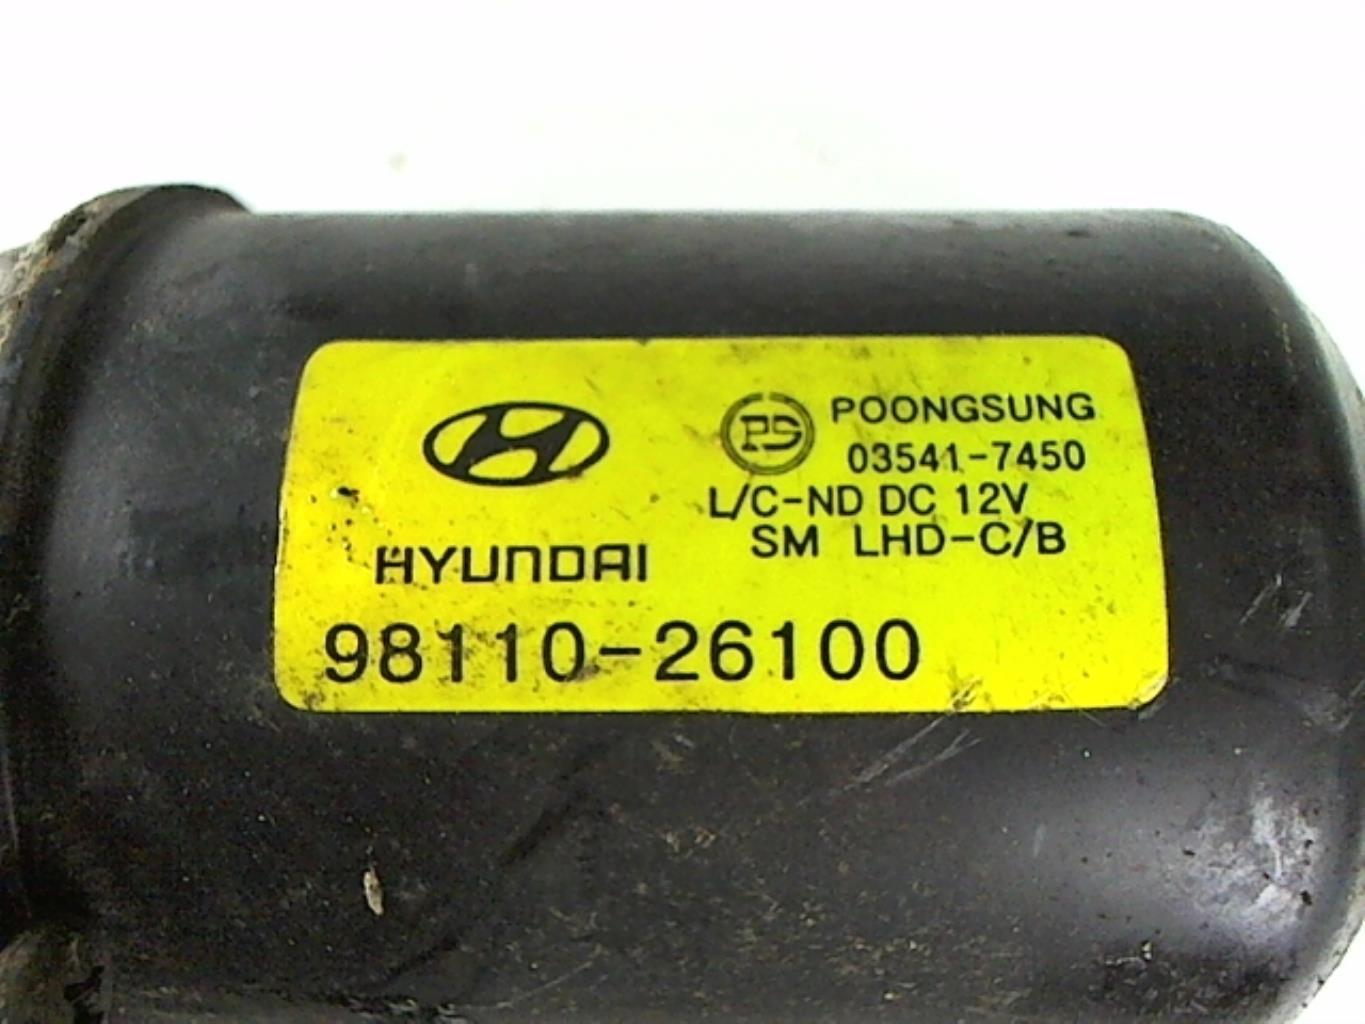 PS POONGSUNG
03541-7450
L/C-ND DC 12V
SM LHD-C/B
HYUNDAI
98110-26100